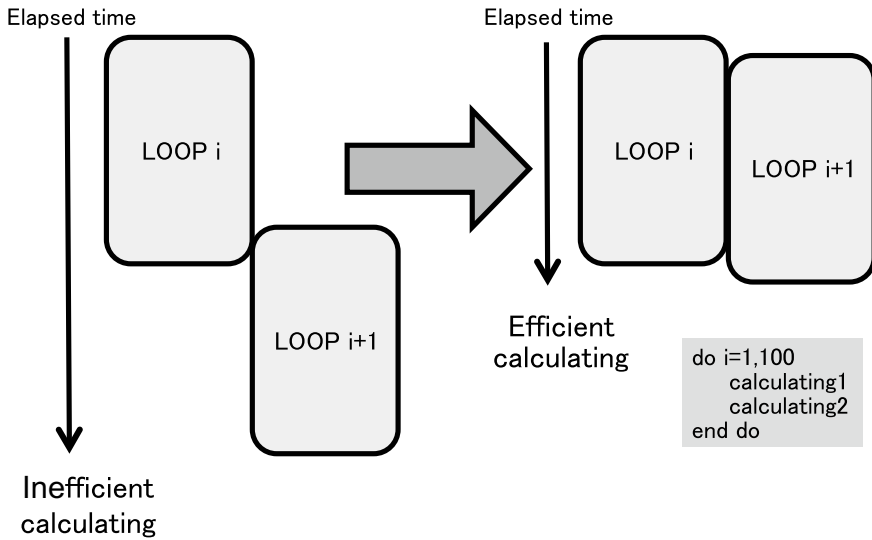 Elapsed time
LOOP i
LOOP i+1
Inefficient
calculating
Elapsed time
LOOP i
LOOP i+1
Efficient
calculating
do i=1,100
calculating1
calculating2
end do